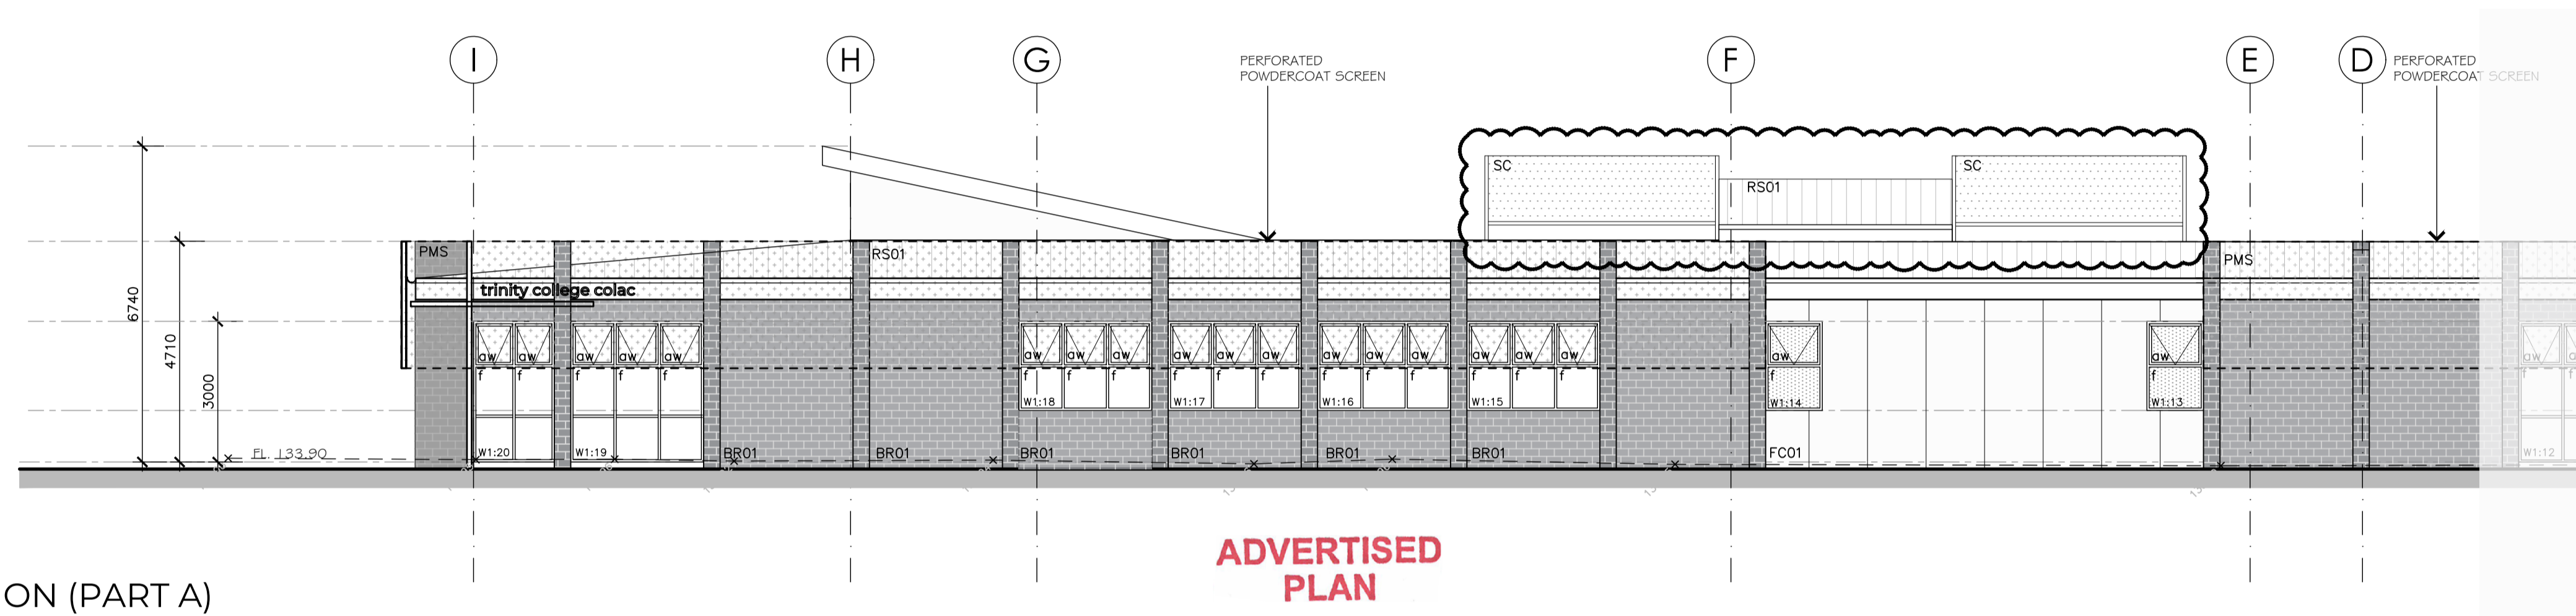 I
H
G
F
E
D
PERFORATED
POWDERCOAT SCREEN
PERFORATED
POWDERCOAT SCREEN
SC
SC
RS01
PMS
RS01
PMS
trinity college colac
6740
4710
3000
aw aw aw aw aw aw aw aw aw aw aw aw aw aw aw aw aw aw aw aw
f f f f f f f f f f f f f f f f f f f f
W1:18 W1:17 W1:16 W1:15 W1:14 W1:13
W1:20 W1:19 BR01 BR01 BR01 BR01 BR01 BR01 FC01 W1:12
EL. 133.90
ADVERTISED
PLAN
ON (PART A)